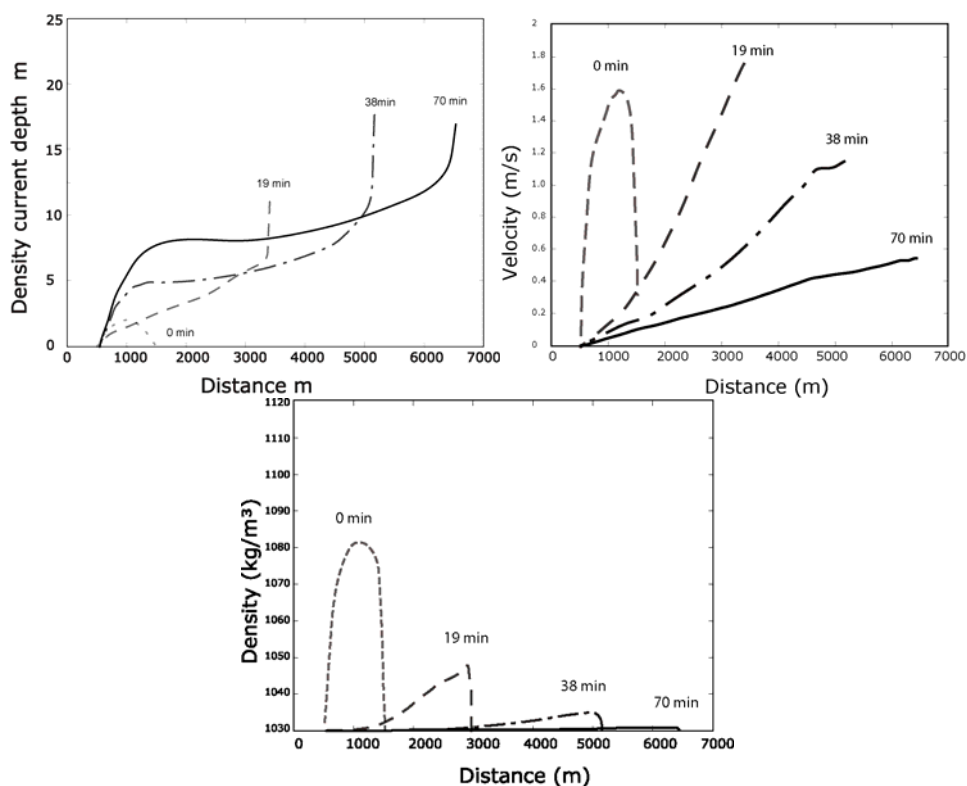 25
20
15
10
5
0
Density current depth m
0 min
19 min
38min
70 min
0 1000 2000 3000 4000 5000 6000 7000
Distance m
2
1.8
1.6
1.4
1.2
1.0
0.8
0.6
0.4
0.2
0
Velocity (m/s)
0 min
19 min
38 min
70 min
1000 2000 3000 4000 5000 6000 7000
Distance (m)
1120
1110
1100
1090
1080
1070
1060
1050
1040
1030
Density (kg/m³)
0 min
19 min
38 min
70 min
0 1000 2000 3000 4000 5000 6000 7000
Distance (m)